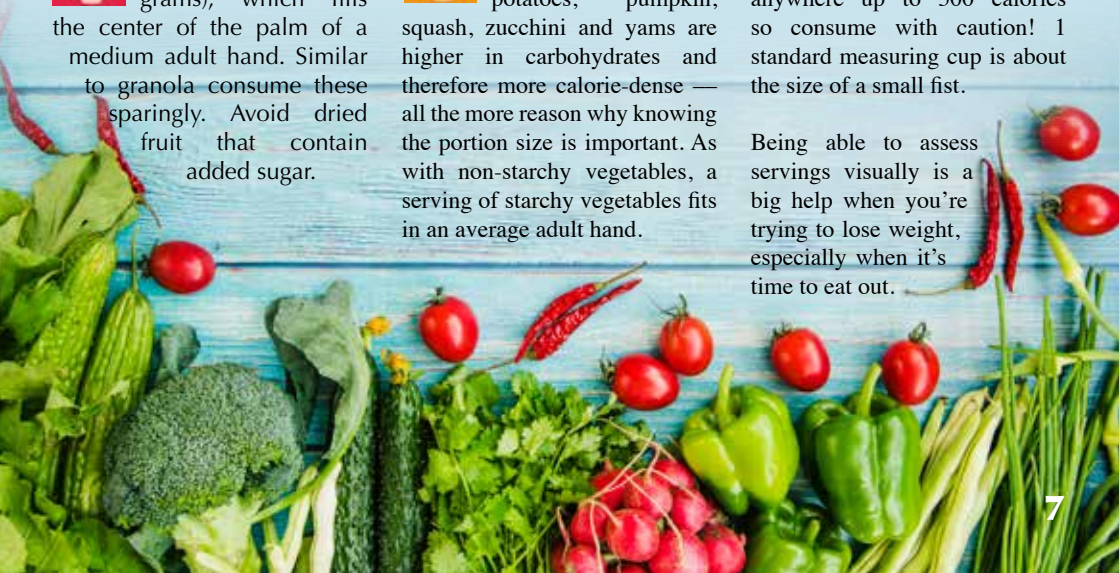 grams), which fills
the center of the palm of a
medium adult hand. Similar
to granola consume these
sparingly. Avoid dried
fruit that contain
added sugar.
potatoes, pumpkin,
squash, zucchini and yams are
higher in carbohydrates and
therefore more calorie-dense —
all the more reason why knowing
the portion size is important. As
with non-starchy vegetables, a
serving of starchy vegetables fits
in an average adult hand.
anywhere up to 500 calories
so consume with caution! 1
standard measuring cup is about
the size of a small fist.
Being able to assess
servings visually is a
big help when you're
trying to lose weight,
especially when it's
time to eat out.
7